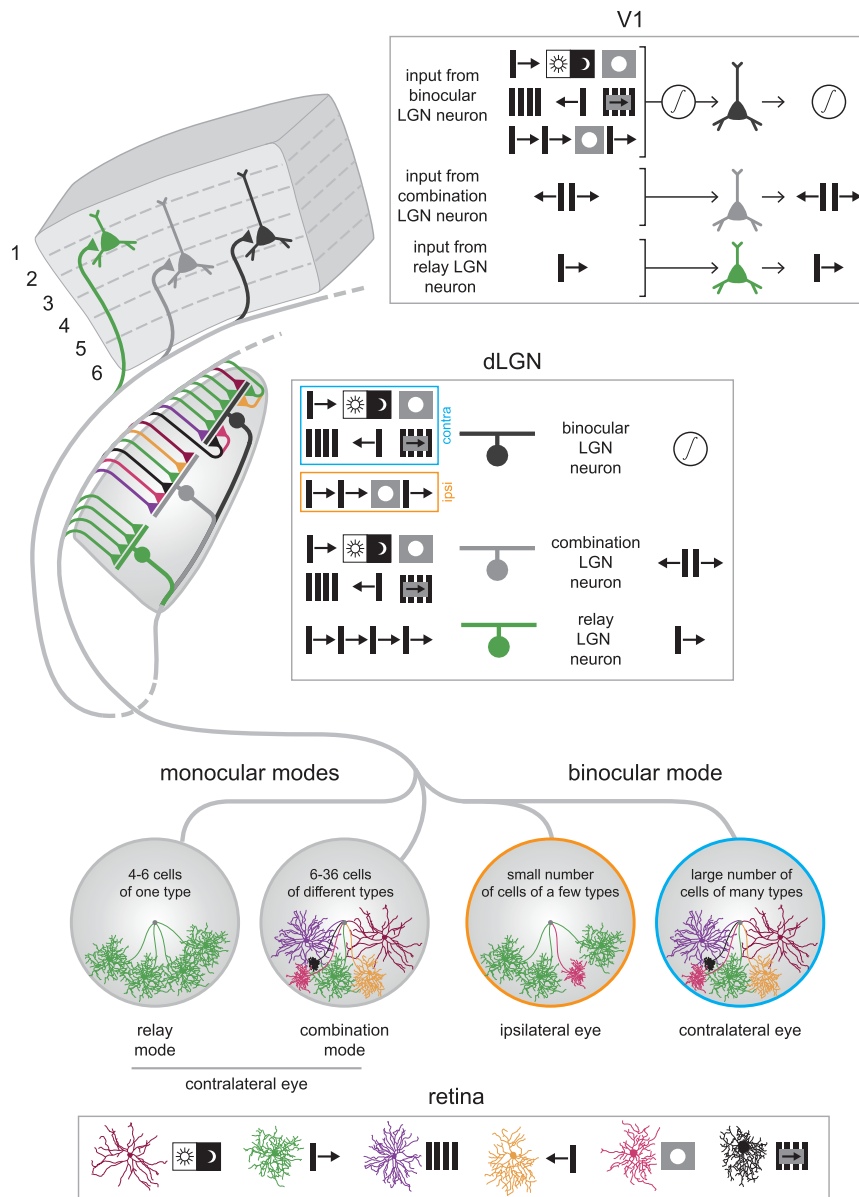 V1
input from
binocular
LGN neuron
input from
combination
LGN neuron
input from
relay LGN
neuron
1
2
3
4
5
6
dLGN
contra
ipsi
binocular
LGN
neuron
combination
LGN
neuron
relay
LGN
neuron
monocular modes
binocular mode
4-6 cells
of one type
6-36 cells
of different types
small number
of cells of a few types
large number of
cells of many types
relay
mode
combination
mode
ipsilateral eye
contralateral eye
contralateral eye
retina